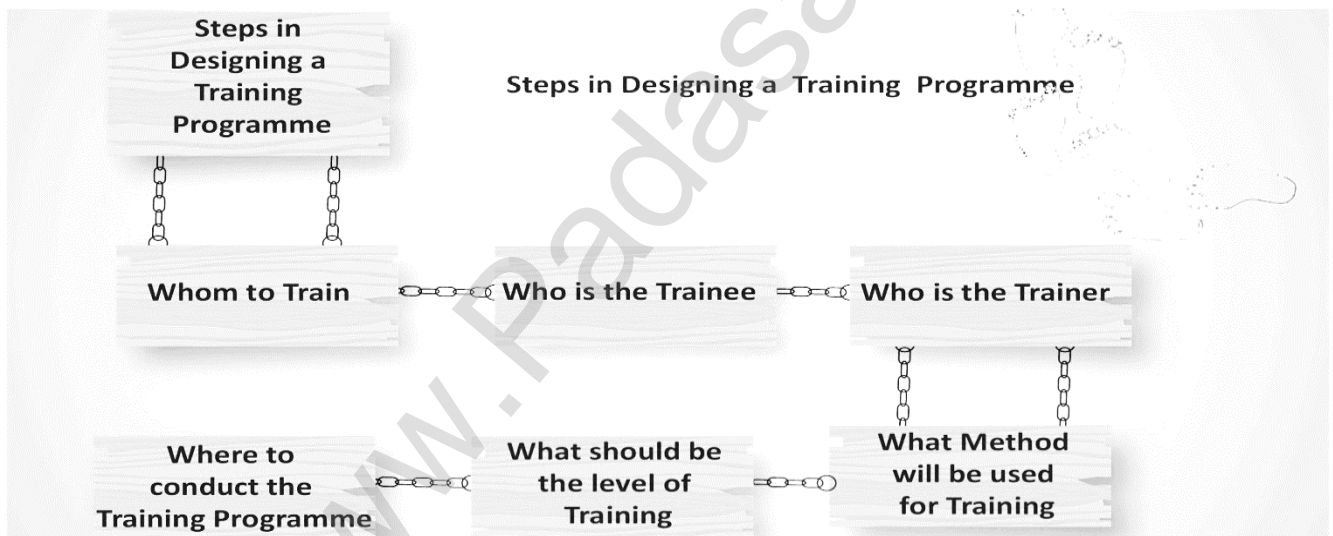 Steps in
Designing a
Training
Programme
Steps in Designing a Training Programme
Whom to Train
Who is the Trainee
Who is the Trainer
What Method
will be used
for Training
What should be
the level of
Training
Where to
conduct the
Training Programme
www.Padasa